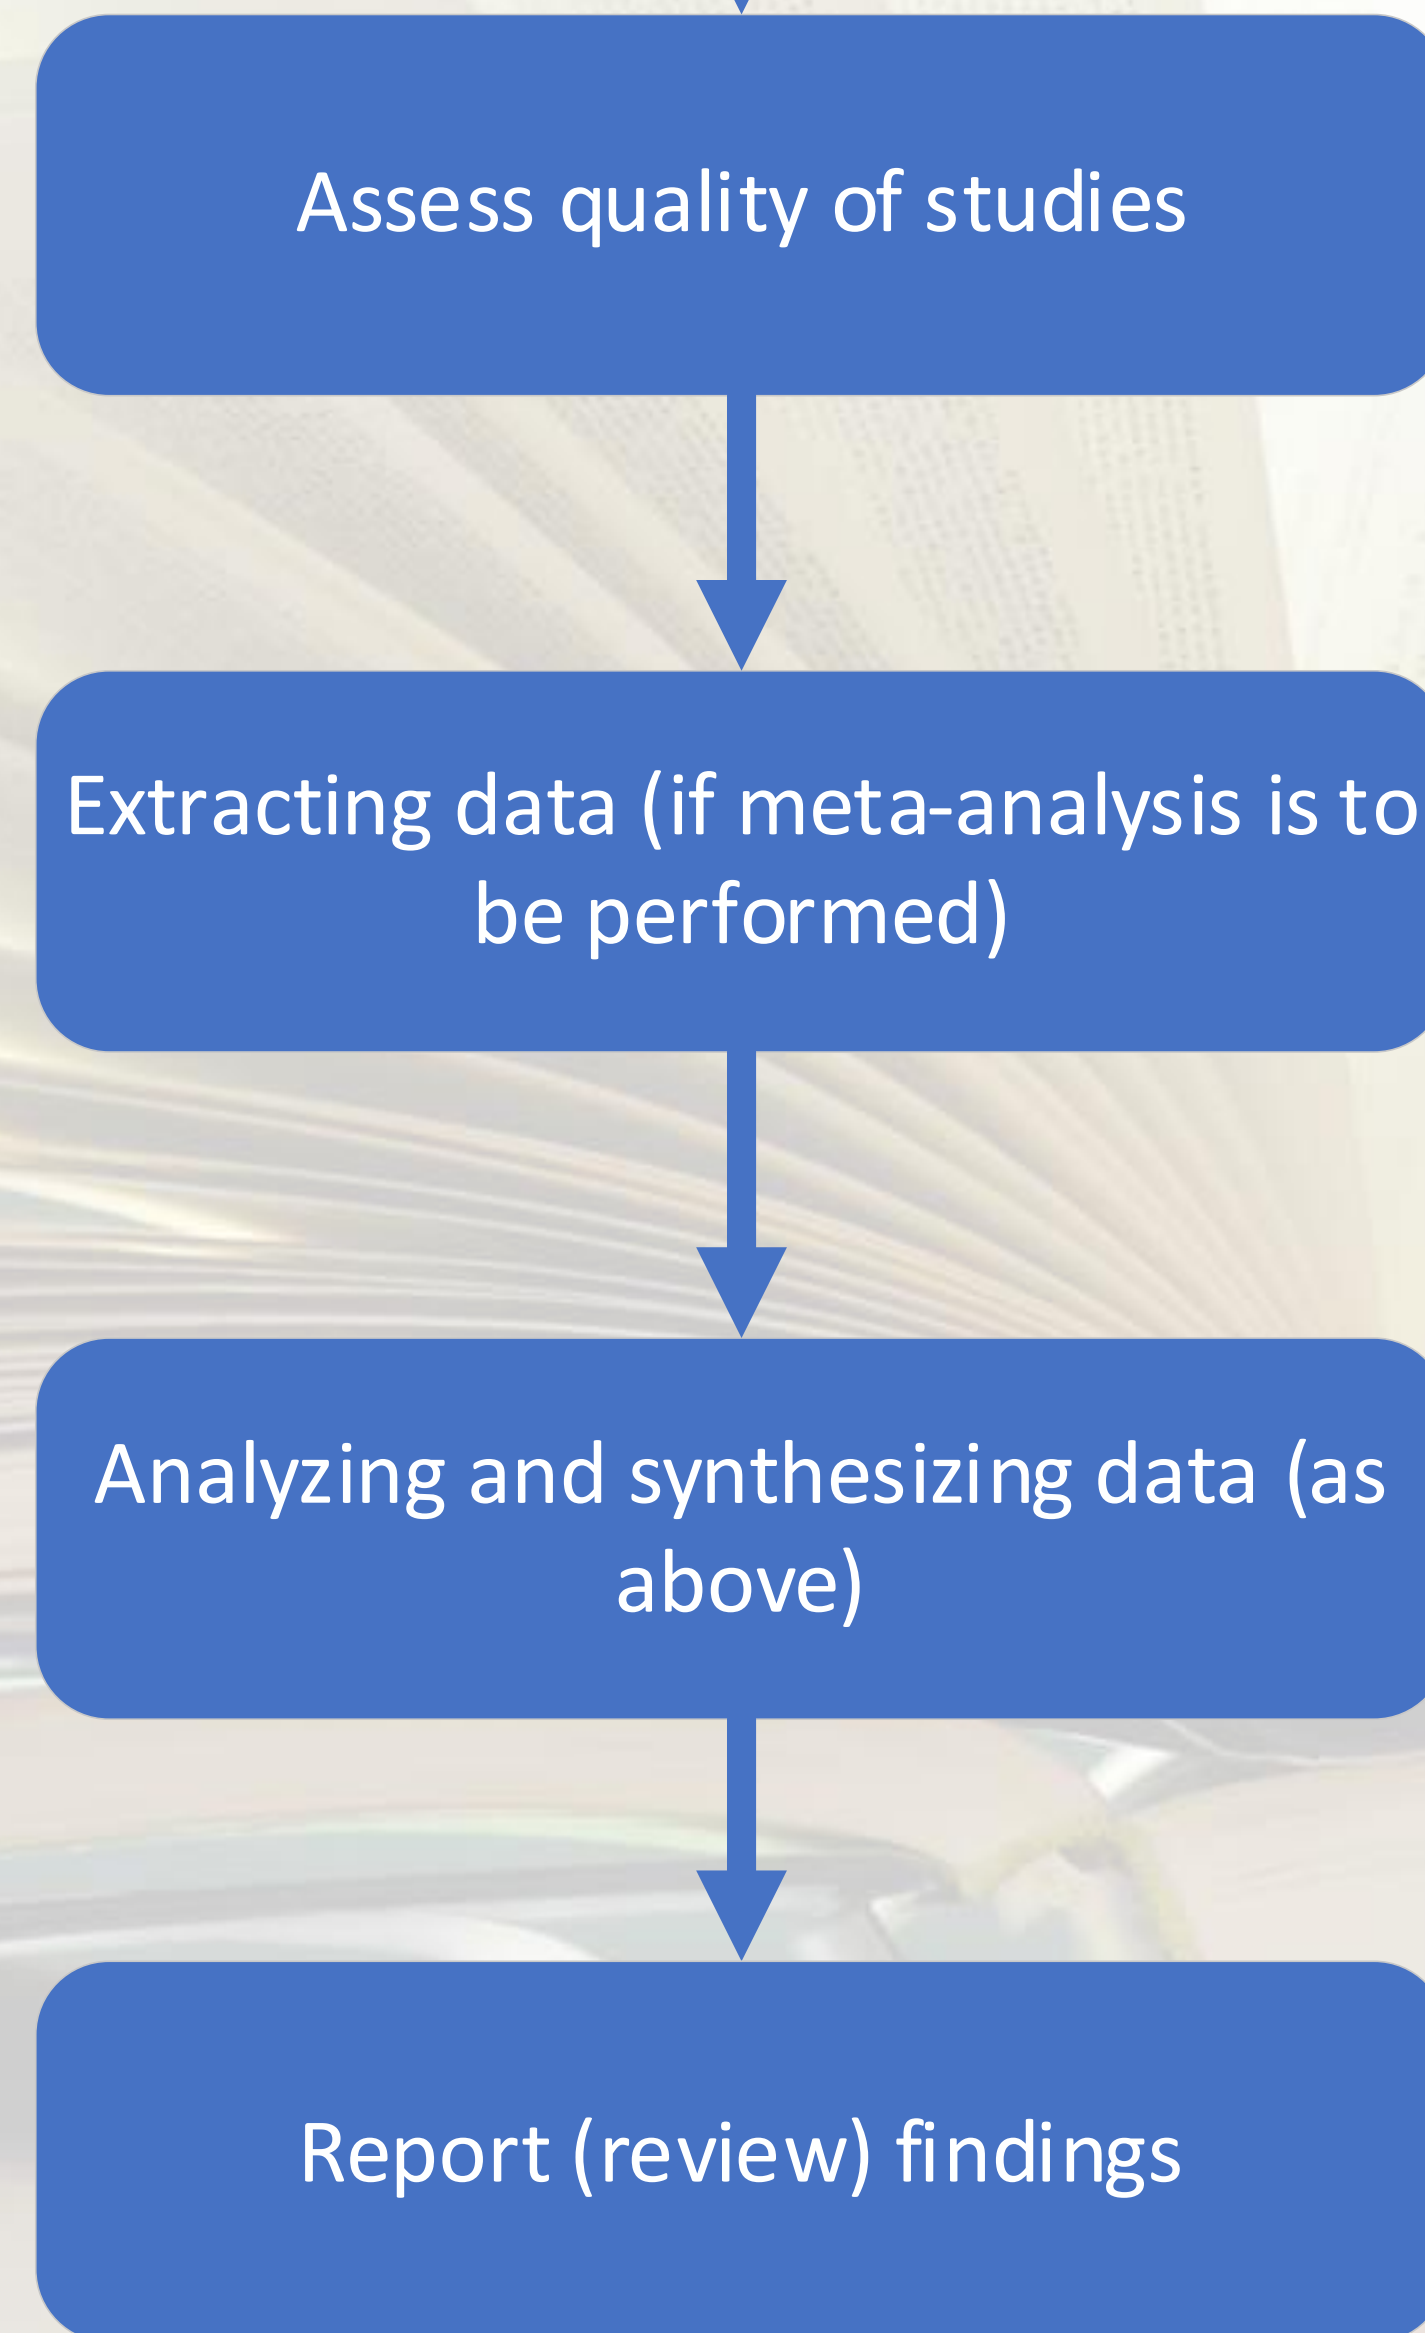 Assess quality of studies
Extracting data (if meta-analysis is to
be performed)
Analyzing and synthesizing data (as
above)
Report (review) findings